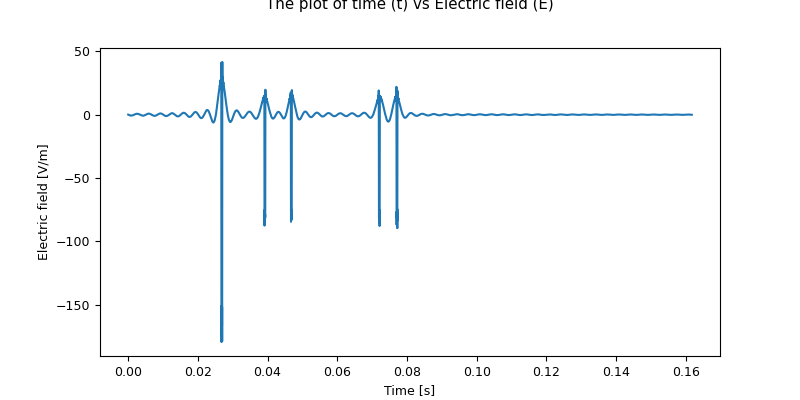 The plot of time (t) vs Electric field (E)
50
0
−50
−100
−150
Electric field [V/m]
0.00 0.02 0.04 0.06 0.08 0.10 0.12 0.14 0.16
Time [s]